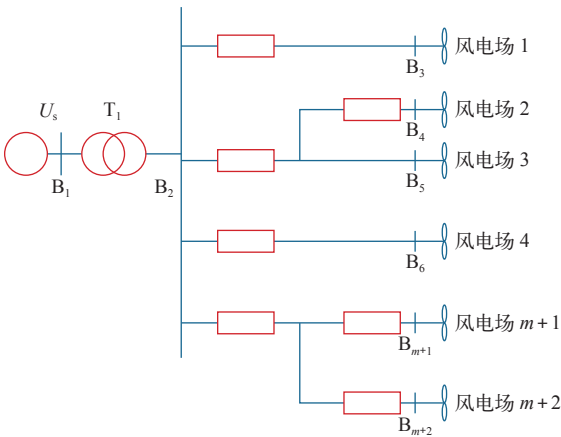 风电场 1
B₃
风电场 2
Uₛ
T₁
B₄
风电场 3
B₁
B₂
B₅
风电场 4
B₆
风电场 m+1
Bₘ₊₁
风电场 m+2
Bₘ₊₂